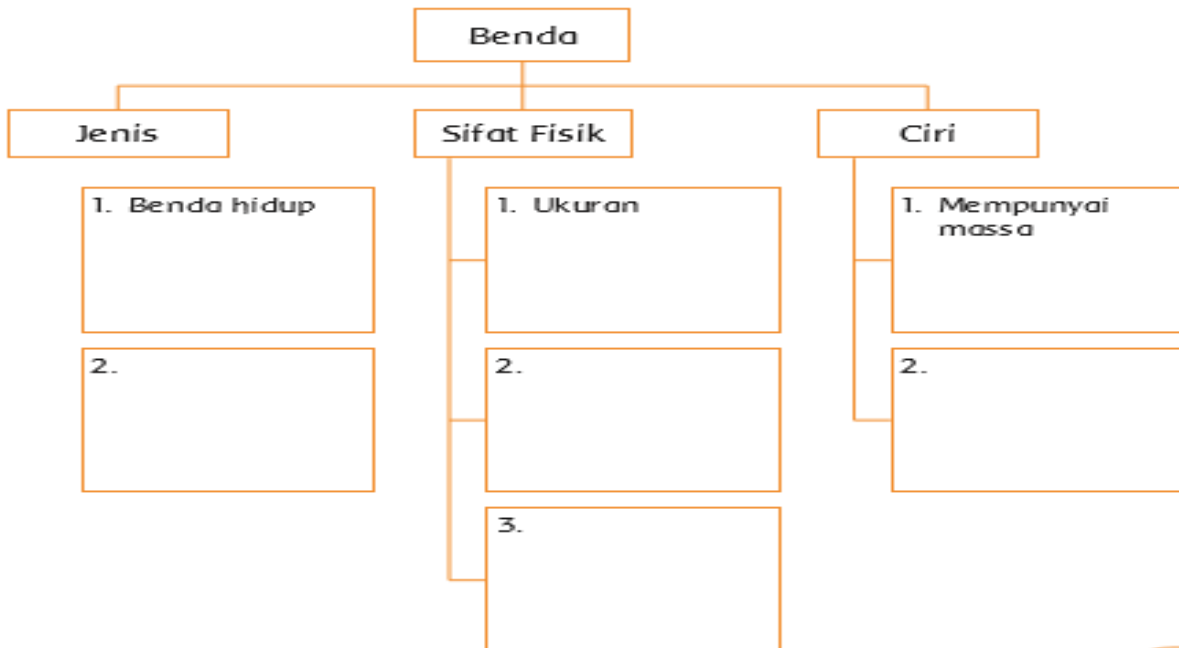 Benda
Jenis
Sifat Fisik
Ciri
1. Benda hidup
2.
1. Ukuran
2.
3.
1. Mempunyai
massa
2.